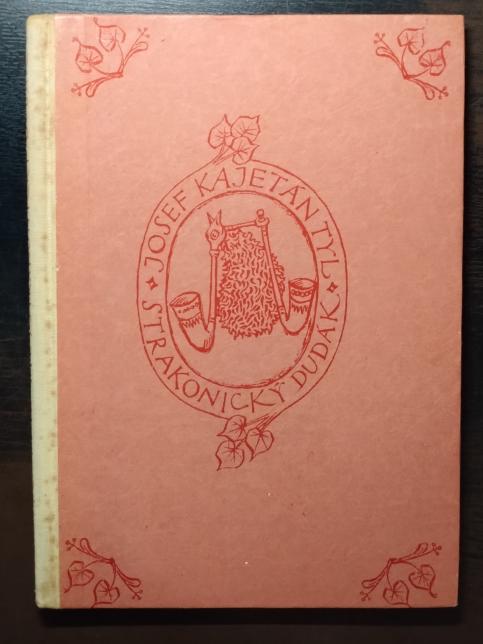 JOSEF KAJETÁN TYL
STRAKONICKÝ DUDÁK